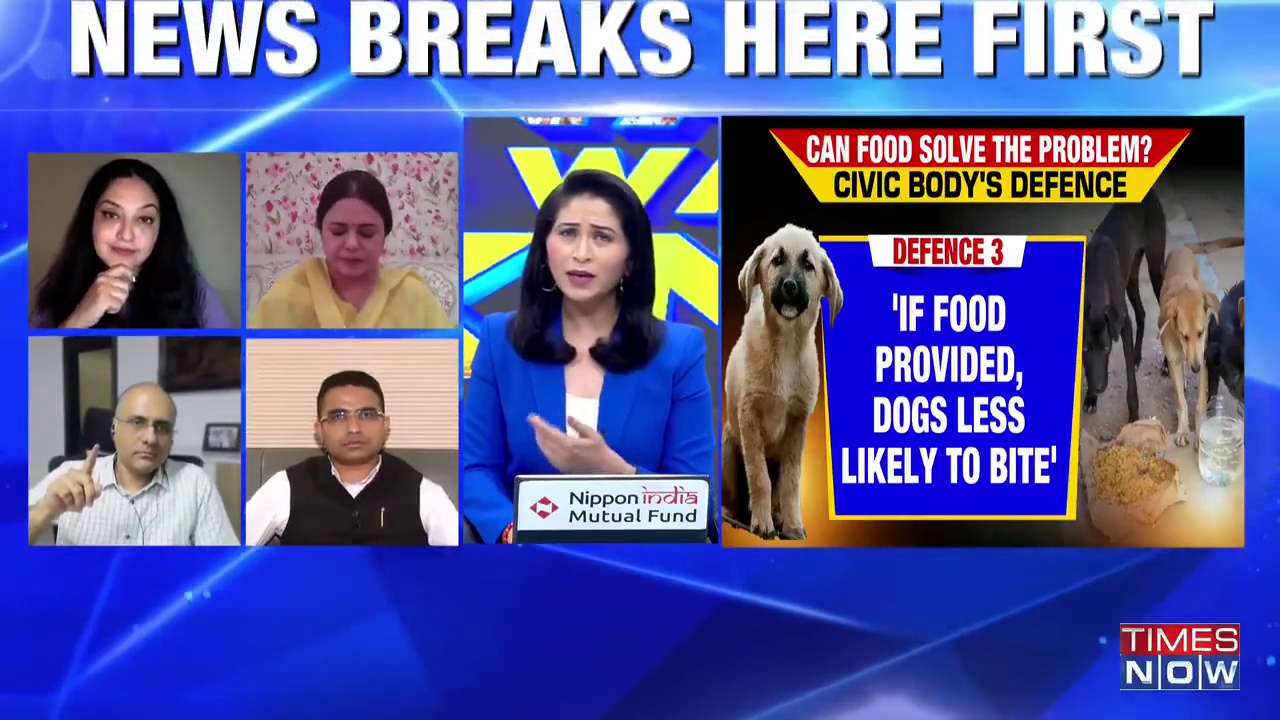 NEWS BREAKS HERE FIRST
CAN FOOD SOLVE THE PROBLEM?
CIVIC BODY'S DEFENCE
DEFENCE 3
'IF FOOD
PROVIDED,
DOGS LESS
LIKELY TO BITE'
Nippon india
Mutual Fund
TIMES
NOW